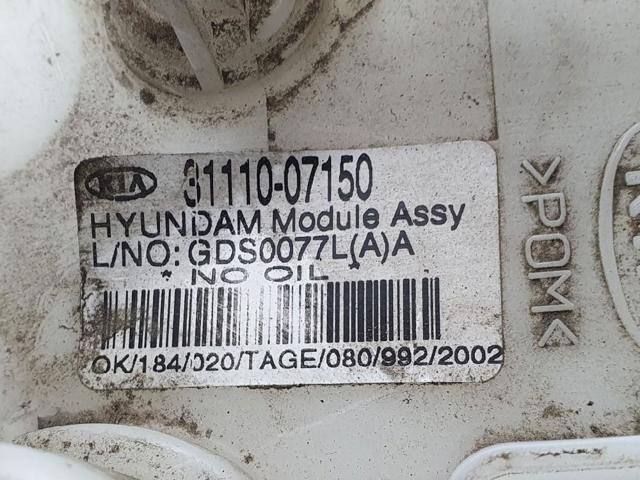 KIA 31110-07150
HYUNDAM Module Assy
L/NO: GDS0077L(A)A
* NO OIL *
OK/184/020/TAGE/080/992/2002
>POM<